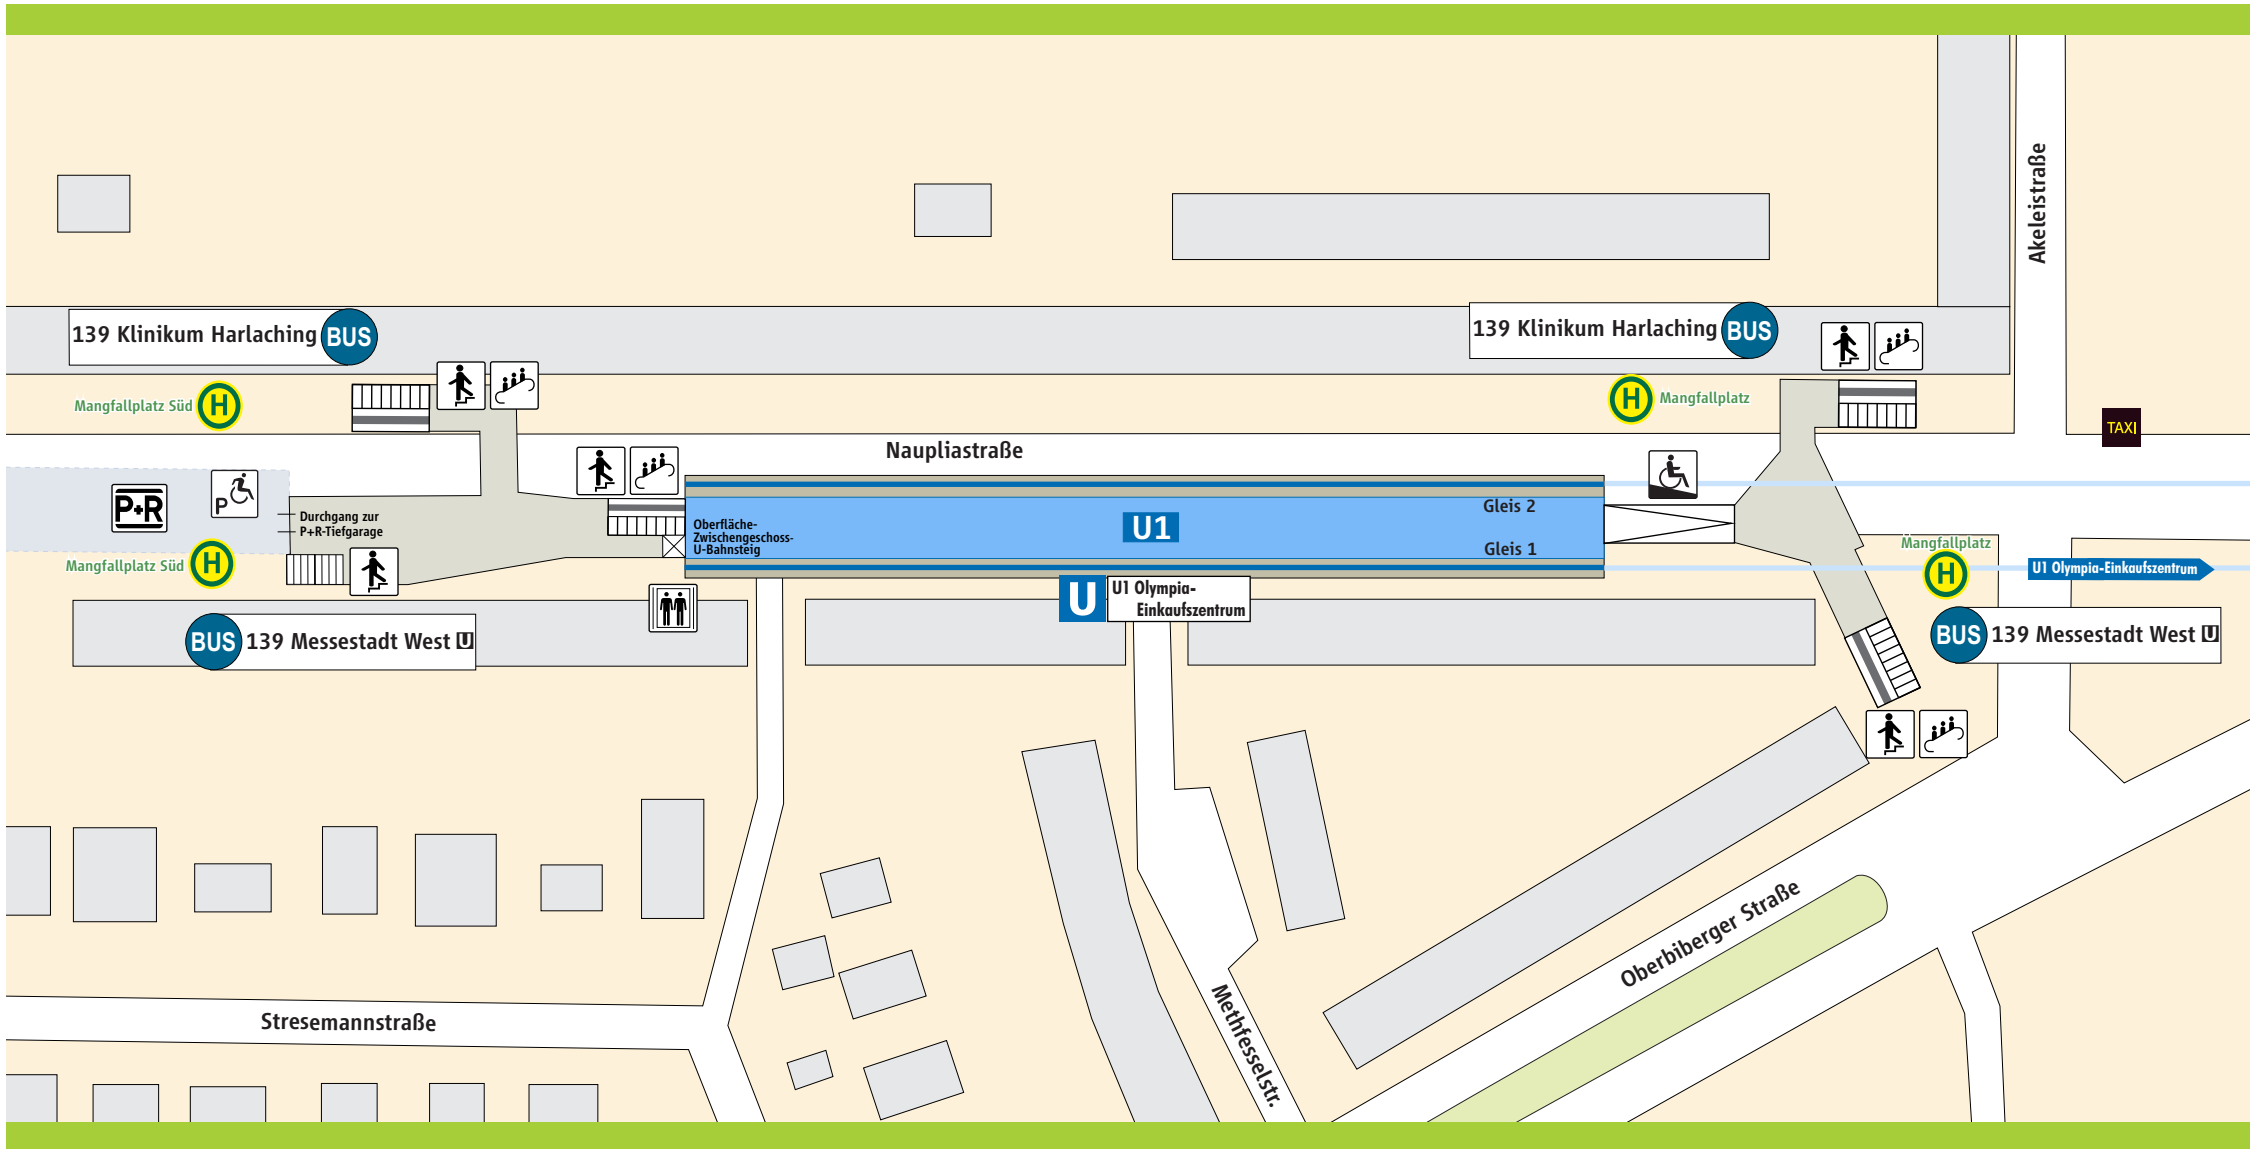 Akeleistraße
139 Klinikum Harlaching BUS
139 Klinikum Harlaching BUS
Mangfallplatz Süd H
H Mangfallplatz
TAXI
Naupliastraße
P+R
P
Durchgang zur
P+R-Tiefgarage
Oberfläche-
Zwischengeschoss-
U-Bahnsteig
U1
Gleis 2
Gleis 1
Mangfallplatz Süd H
Mangfallplatz
H
U1 Olympia-Einkaufszentrum
U
U1 Olympia-
Einkaufszentrum
BUS 139 Messestadt West U
BUS 139 Messestadt West U
Oberbiberger Straße
Stresemannstraße
Methfesselstr.